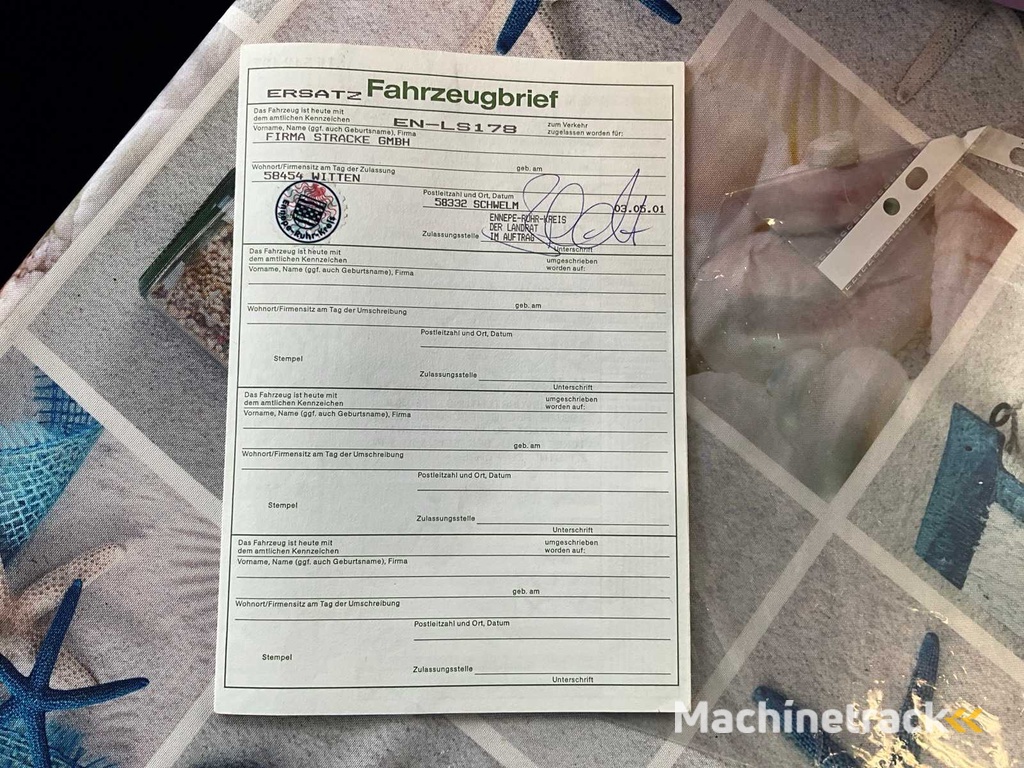 ERSATZ Fahrzeugbrief
Das Fahrzeug ist heute mit
dem amtlichen Kennzeichen EN-LS178 zum Verkehr
zugelassen worden für:
Vorname, Name (ggf. auch Geburtsname), Firma
FIRMA STRACKE GMBH
geb. am
Wohnort/Firmensitz am Tag der Zulassung
58454 WITTEN
Postleitzahl und Ort, Datum
58332 SCHWELM 03.05.01
ENNEPE-RUHR-KREIS
DER LANDRAT
Zulassungsstelle IM AUFTRAG
Unterschrift
Ennepe-Ruhr-Kreis
Das Fahrzeug ist heute mit
dem amtlichen Kennzeichen
umgeschrieben
worden auf:
Vorname, Name (ggf. auch Geburtsname), Firma
geb. am
Wohnort/Firmensitz am Tag der Umschreibung
Postleitzahl und Ort, Datum
Stempel
Zulassungsstelle
Unterschrift
Das Fahrzeug ist heute mit
dem amtlichen Kennzeichen
umgeschrieben
worden auf:
Vorname, Name (ggf. auch Geburtsname), Firma
geb. am
Wohnort/Firmensitz am Tag der Umschreibung
Postleitzahl und Ort, Datum
Stempel
Zulassungsstelle
Unterschrift
Das Fahrzeug ist heute mit
dem amtlichen Kennzeichen
umgeschrieben
worden auf:
Vorname, Name (ggf. auch Geburtsname), Firma
geb. am
Wohnort/Firmensitz am Tag der Umschreibung
Postleitzahl und Ort, Datum
Stempel
Zulassungsstelle
Unterschrift
Machinetrack